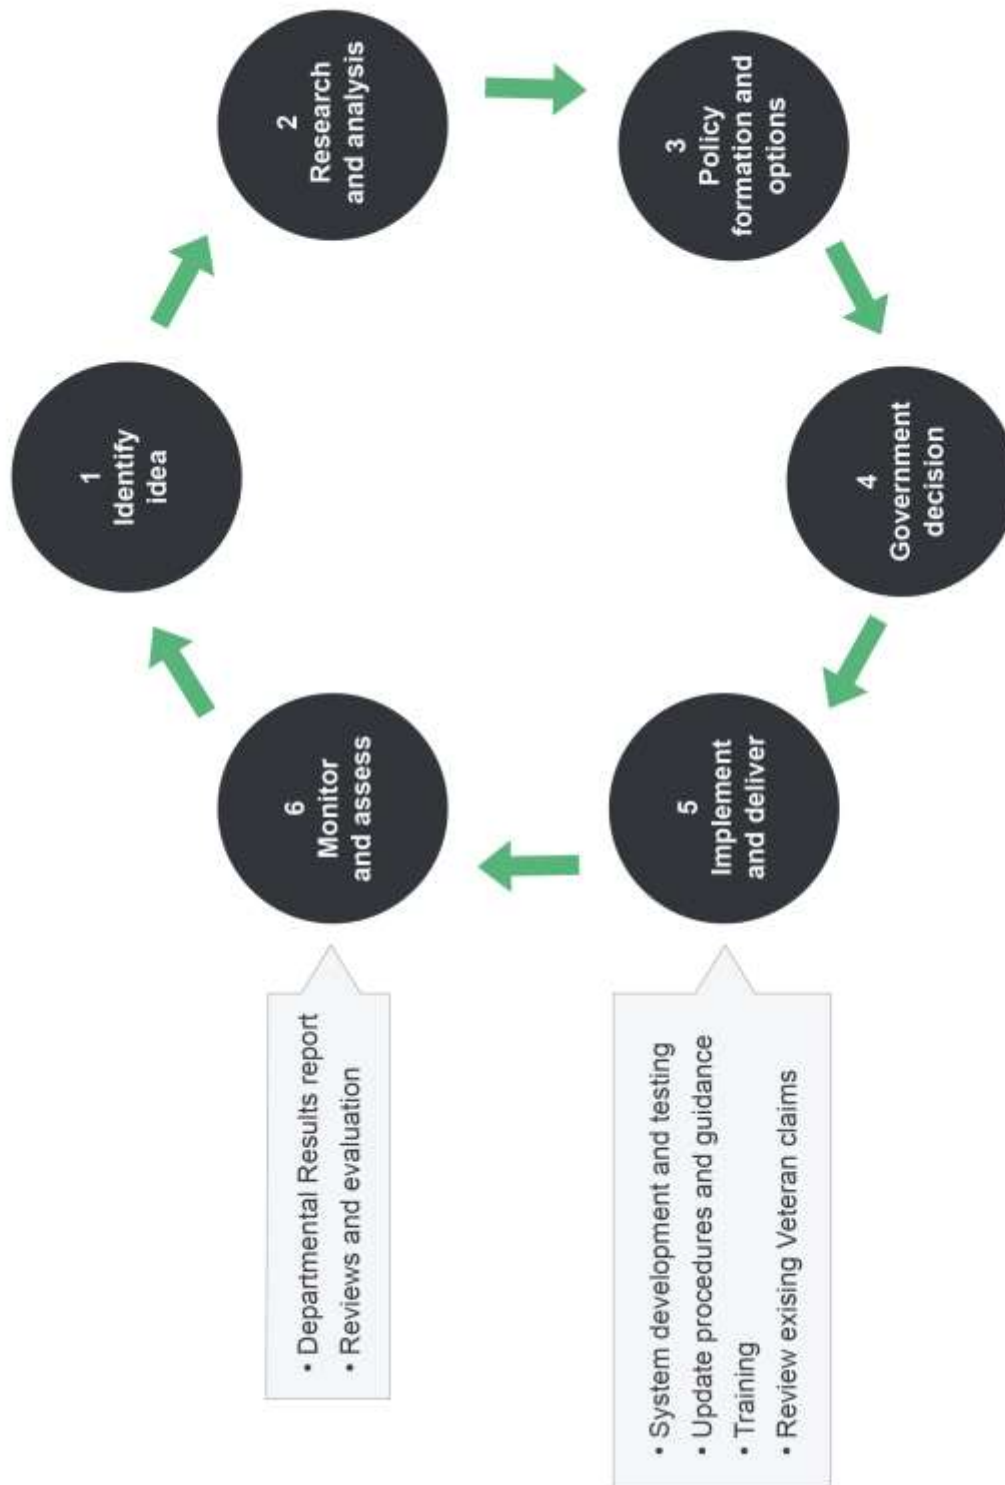 1
Identify
idea
2
Research
and analysis
3
Policy
formation and
options
4
Government
decision
5
Implement
and deliver
6
Monitor
and assess
• Departmental Results report
• Reviews and evaluation
• System development and testing
• Update procedures and guidance
• Training
• Review exising Veteran claims